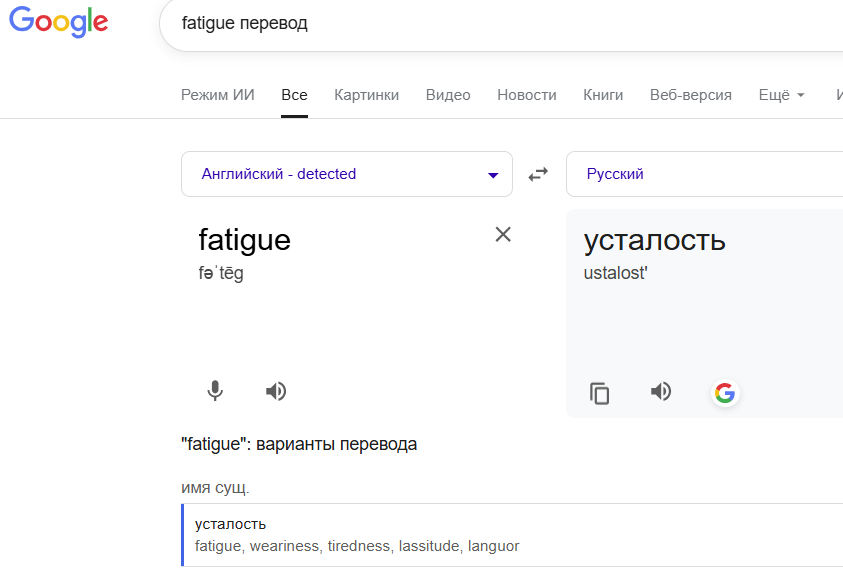 Google
fatigue перевод
Режим ИИ Все Картинки Видео Новости Книги Веб-версия Ещё
Английский - detected Русский
fatigue усталость
fəˈtēg ustalost'
"fatigue": варианты перевода
имя сущ.
усталость
fatigue, weariness, tiredness, lassitude, languor